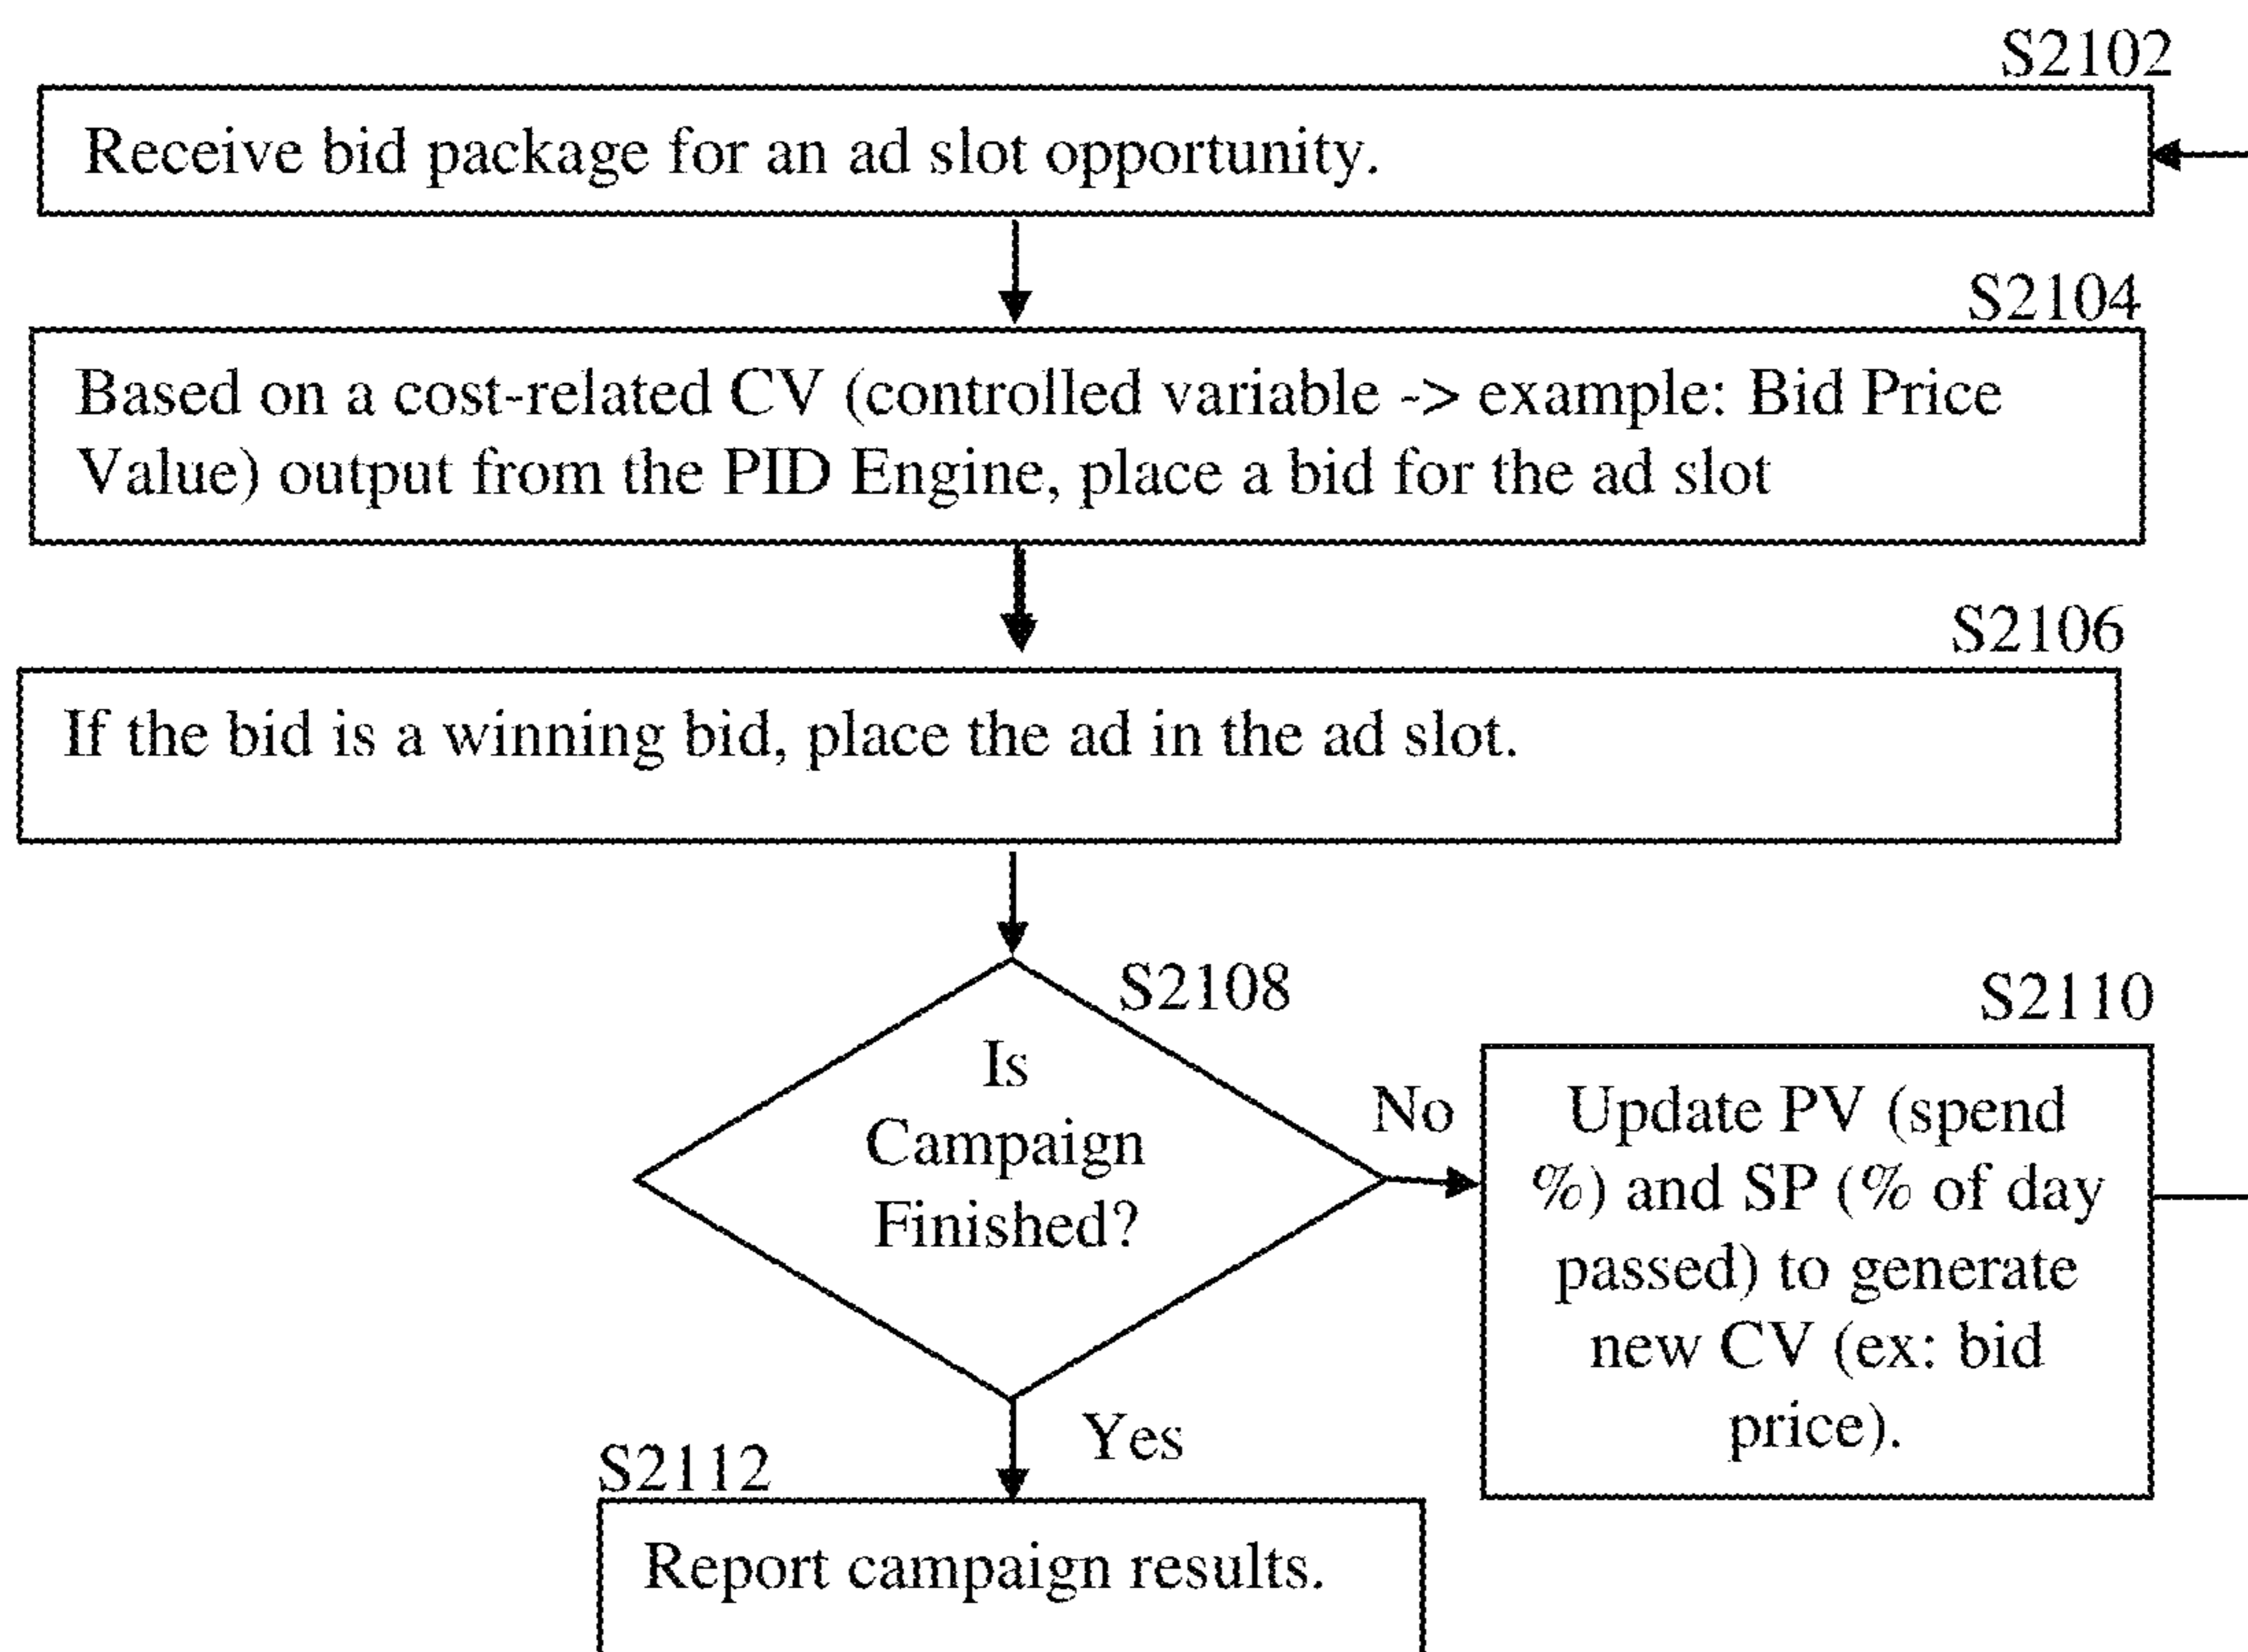 S2102
Receive bid package for an ad slot opportunity.
S2104
Based on a cost-related CV (controlled variable -> example: Bid Price
Value) output from the PID Engine, place a bid for the ad slot
S2106
If the bid is a winning bid, place the ad in the ad slot.
S2108
Is
Campaign
Finished?
No
S2110
Update PV (spend
%) and SP (% of day
passed) to generate
new CV (ex: bid
price).
Yes
S2112
Report campaign results.